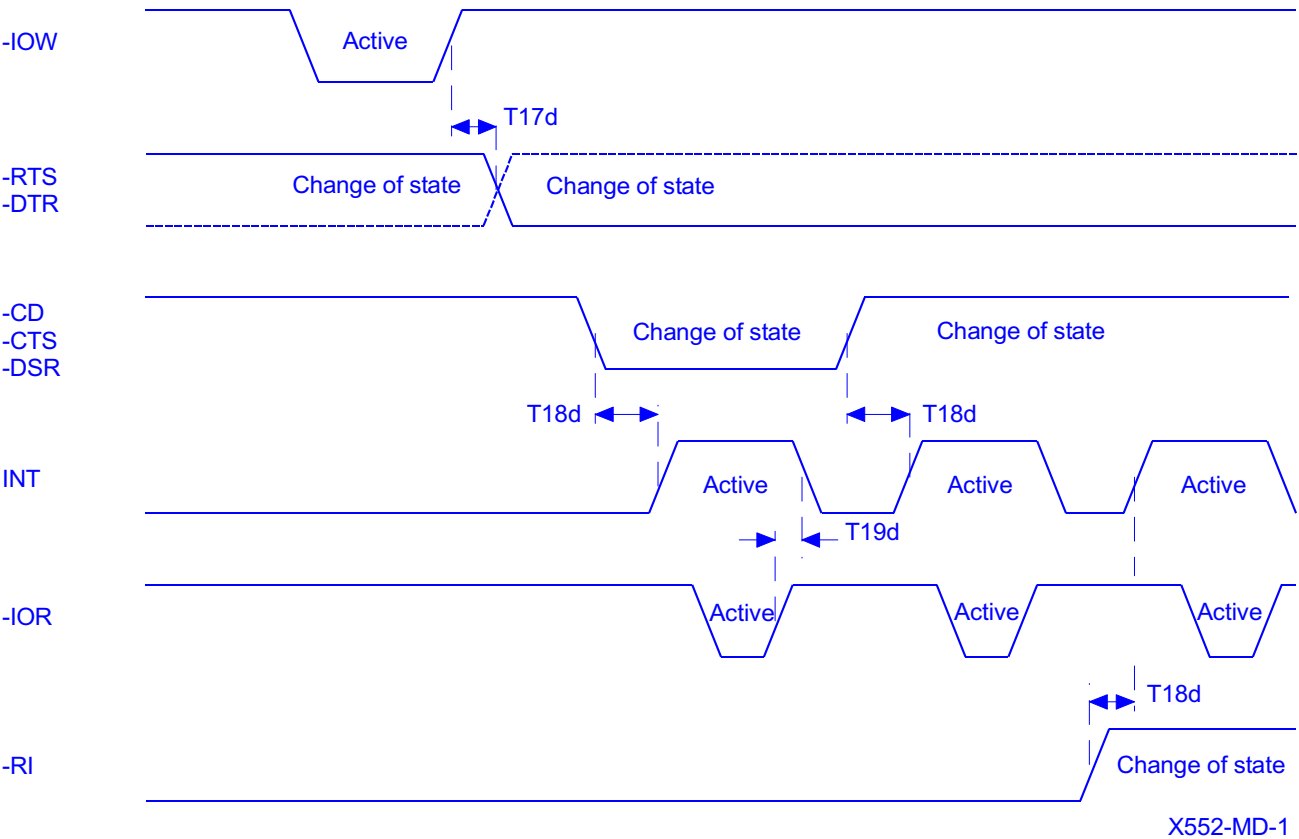 -IOW
Active
T17d
-RTS
-DTR
Change of state
Change of state
-CD
-CTS
-DSR
Change of state
Change of state
T18d
T18d
INT
Active
Active
Active
T19d
-IOR
Active
Active
Active
T18d
-RI
Change of state
X552-MD-1